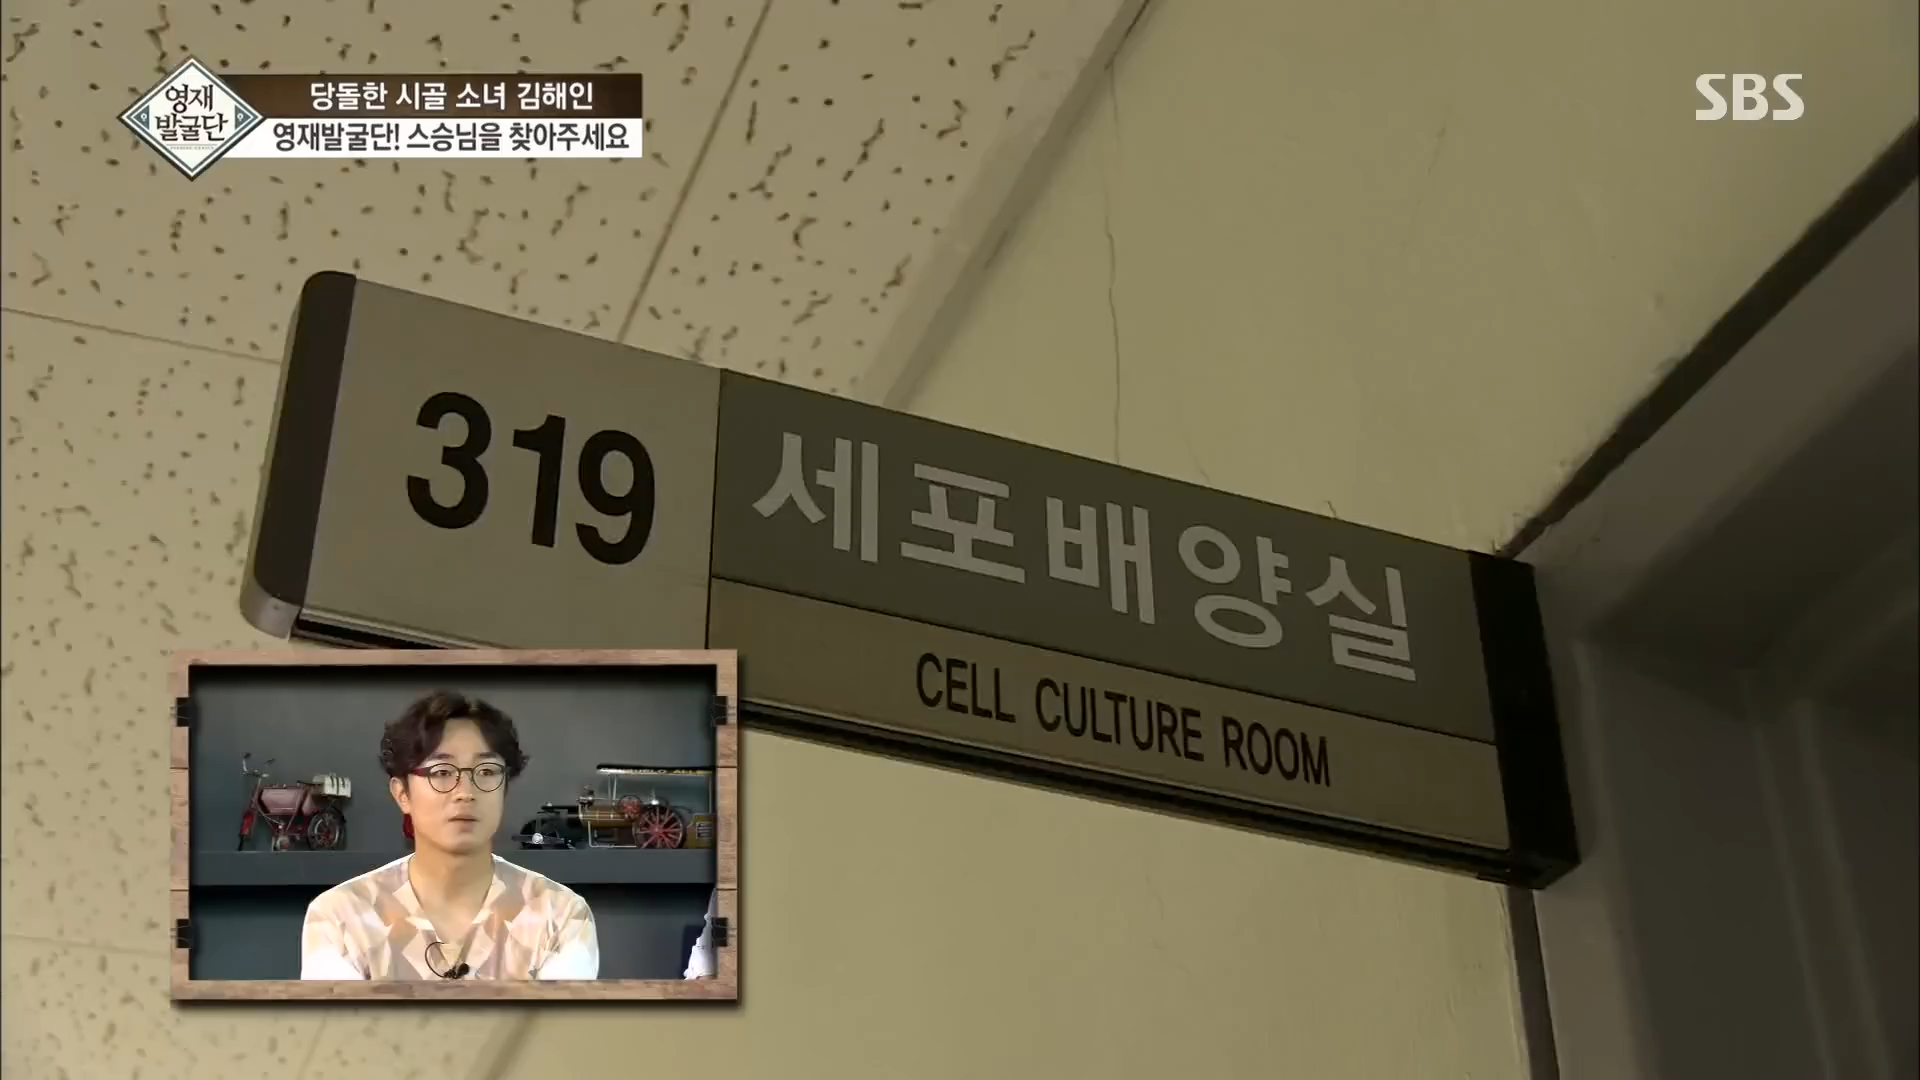 영재
발굴단
당돌한 시골 소녀 김해인
영재발굴단! 스승님을 찾아주세요
SBS
319
세포배양실
CELL CULTURE ROOM